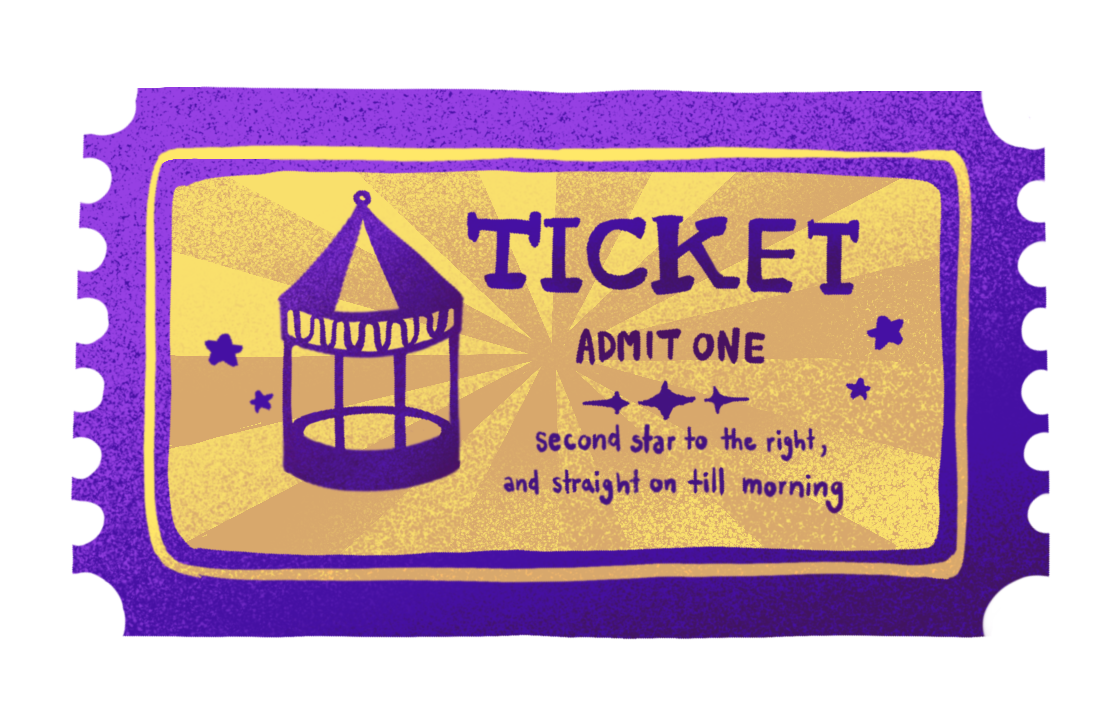 TICKET
ADMIT ONE
second star to the right,
and straight on till morning